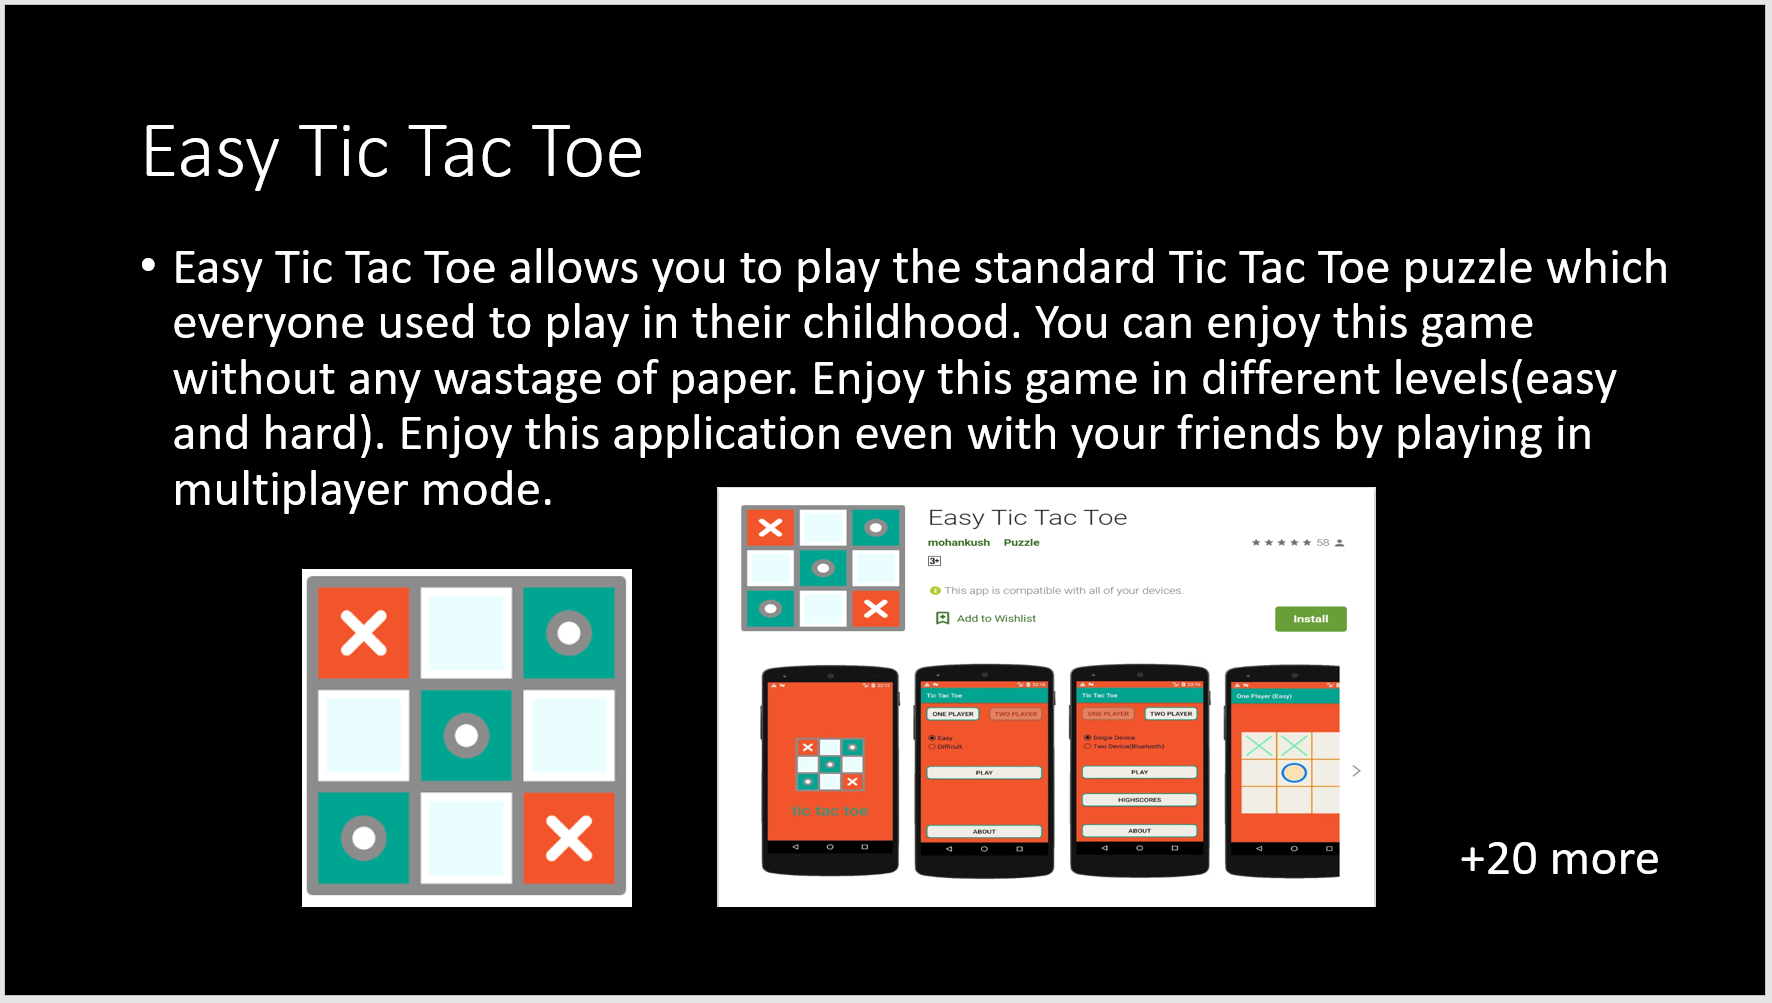 Easy Tic Tac Toe
• Easy Tic Tac Toe allows you to play the standard Tic Tac Toe puzzle which
everyone used to play in their childhood. You can enjoy this game
without any wastage of paper. Enjoy this game in different levels(easy
and hard). Enjoy this application even with your friends by playing in
multiplayer mode.
Easy Tic Tac Toe
mohankush Puzzle
58
3+
This app is compatible with all of your devices.
Add to Wishlist
Install
tic tac toe
Tic Tac Toe
ONE PLAYER TWO PLAYER
Easy
Difficult
PLAY
ABOUT
Tic Tac Toe
ONE PLAYER TWO PLAYER
Single Device
Two Device(Bluetooth)
PLAY
HIGHSCORES
ABOUT
One Player (Easy)
+20 more